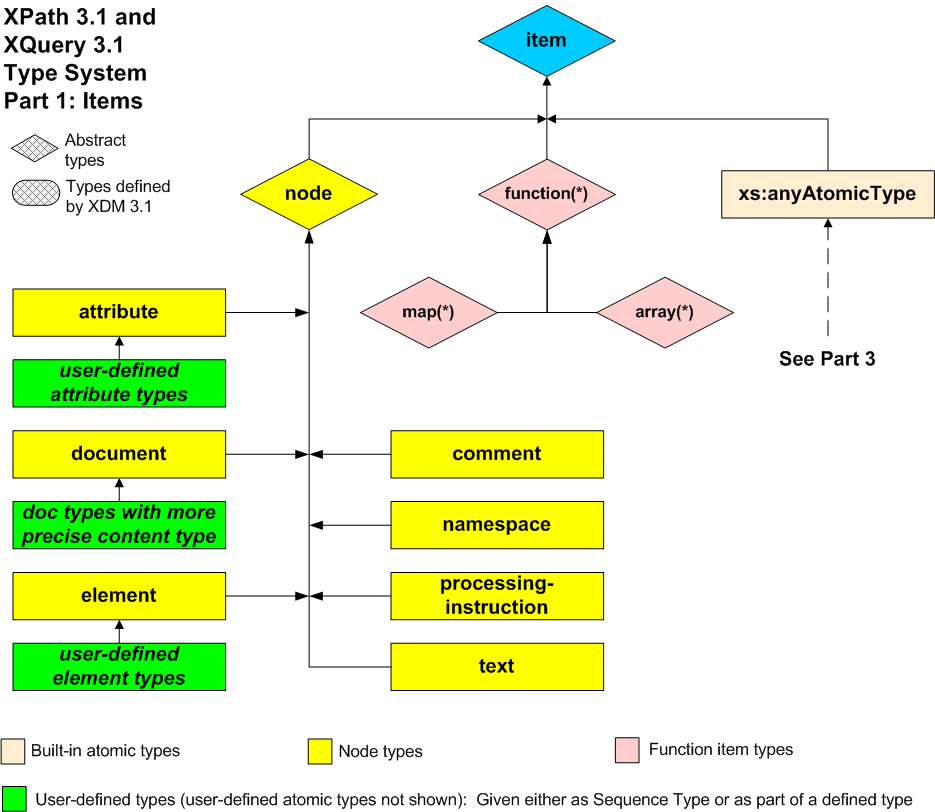 XPath 3.1 and
XQuery 3.1
Type System
Part 1: Items
Abstract
types
Types defined
by XDM 3.1
item
node
function(*)
xs:anyAtomicType
map(*)
array(*)
See Part 3
attribute
user-defined
attribute types
document
doc types with more
precise content type
element
user-defined
element types
comment
namespace
processing-
instruction
text
Built-in atomic types
Node types
Function item types
User-defined types (user-defined atomic types not shown): Given either as Sequence Type or as part of a defined type